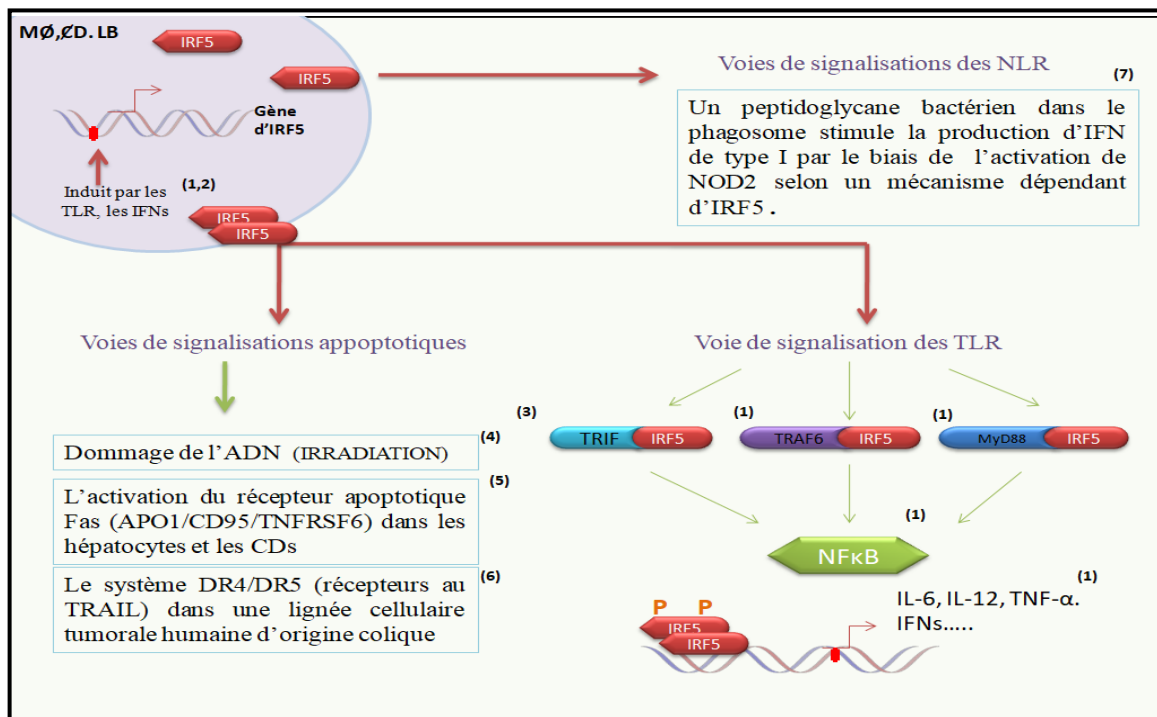 MØ,ȻD. LB
IRF5
IRF5
Gène
d’IRF5
Induit par les
TLR, les IFNs
(1,2)
IRF5
IRF5
Voies de signalisations des NLR
(7)
Un peptidoglycane bactérien dans le
phagosome stimule la production d’IFN
de type I par le biais de l’activation de
NOD2 selon un mécanisme dépendant
d’IRF5 .
Voies de signalisations appoptotiques
(4)
Dommage de l’ADN (IRRADIATION)
(5)
L’activation du récepteur apoptotique
Fas (APO1/CD95/TNFRSF6) dans les
hépatocytes et les CDs
(6)
Le système DR4/DR5 (récepteurs au
TRAIL) dans une lignée cellulaire
tumorale humaine d’origine colique
Voie de signalisation des TLR
(3)
TRIF IRF5
(1)
TRAF6 IRF5
(1)
MyD88 IRF5
(1)
NFκB
(1)
IL-6, IL-12, TNF-α.
IFNs.....
P P
IRF5
IRF5